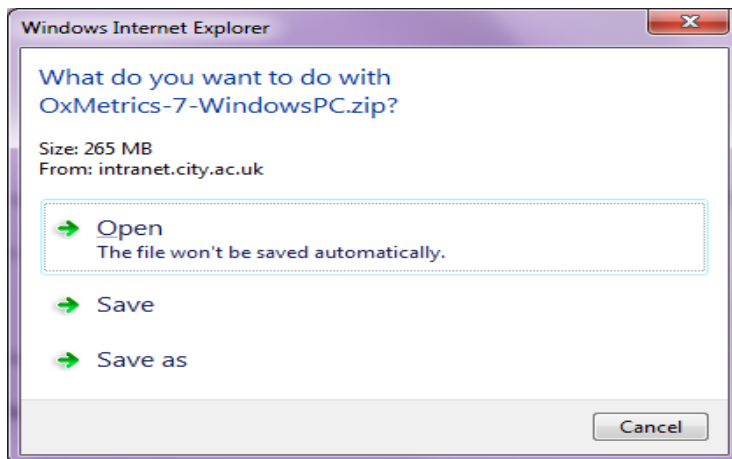 Windows Internet Explorer
What do you want to do with
OxMetrics-7-WindowsPC.zip?
Size: 265 MB
From: intranet.city.ac.uk
Open
The file won't be saved automatically.
Save
Save as
Cancel